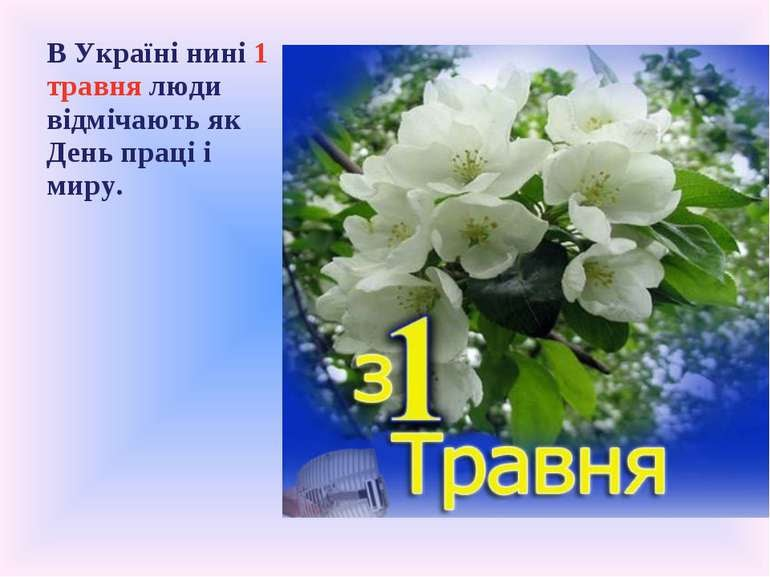 В Україні нині 1
травня люди
відмічають як
День праці і
миру.
з 1
Травня